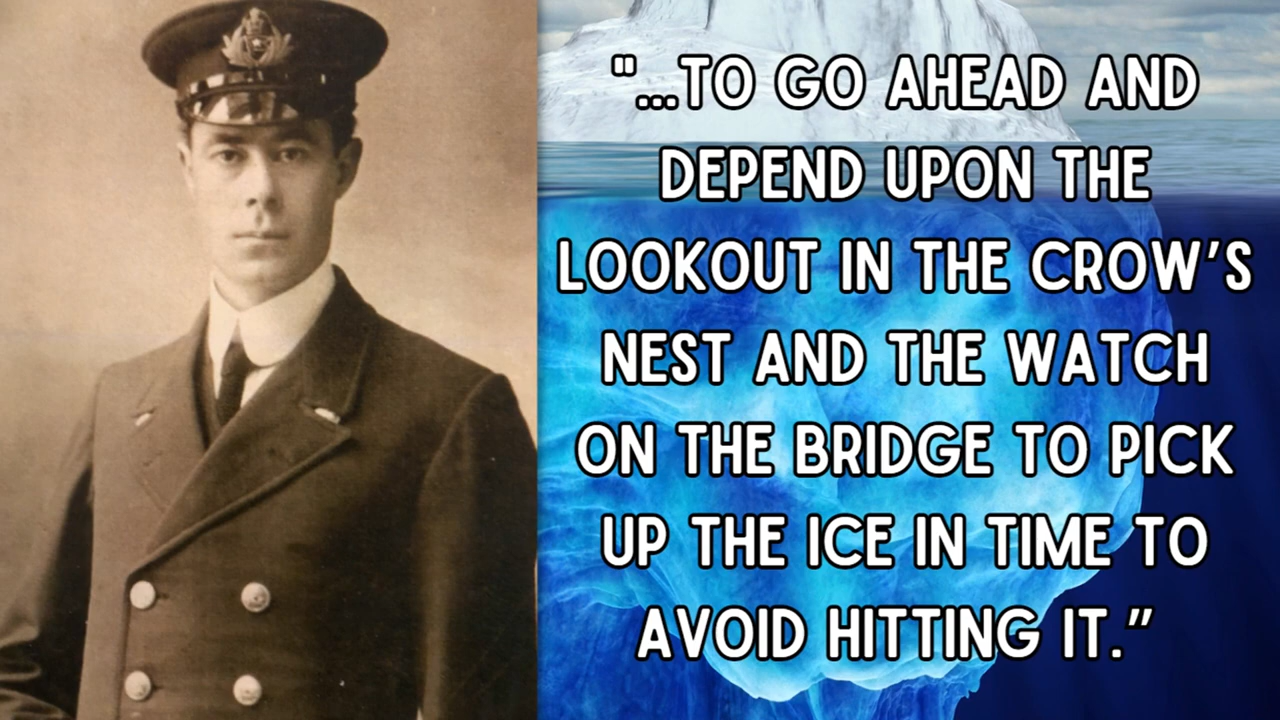 "...TO GO AHEAD AND
DEPEND UPON THE
LOOKOUT IN THE CROW'S
NEST AND THE WATCH
ON THE BRIDGE TO PICK
UP THE ICE IN TIME TO
AVOID HITTING IT."